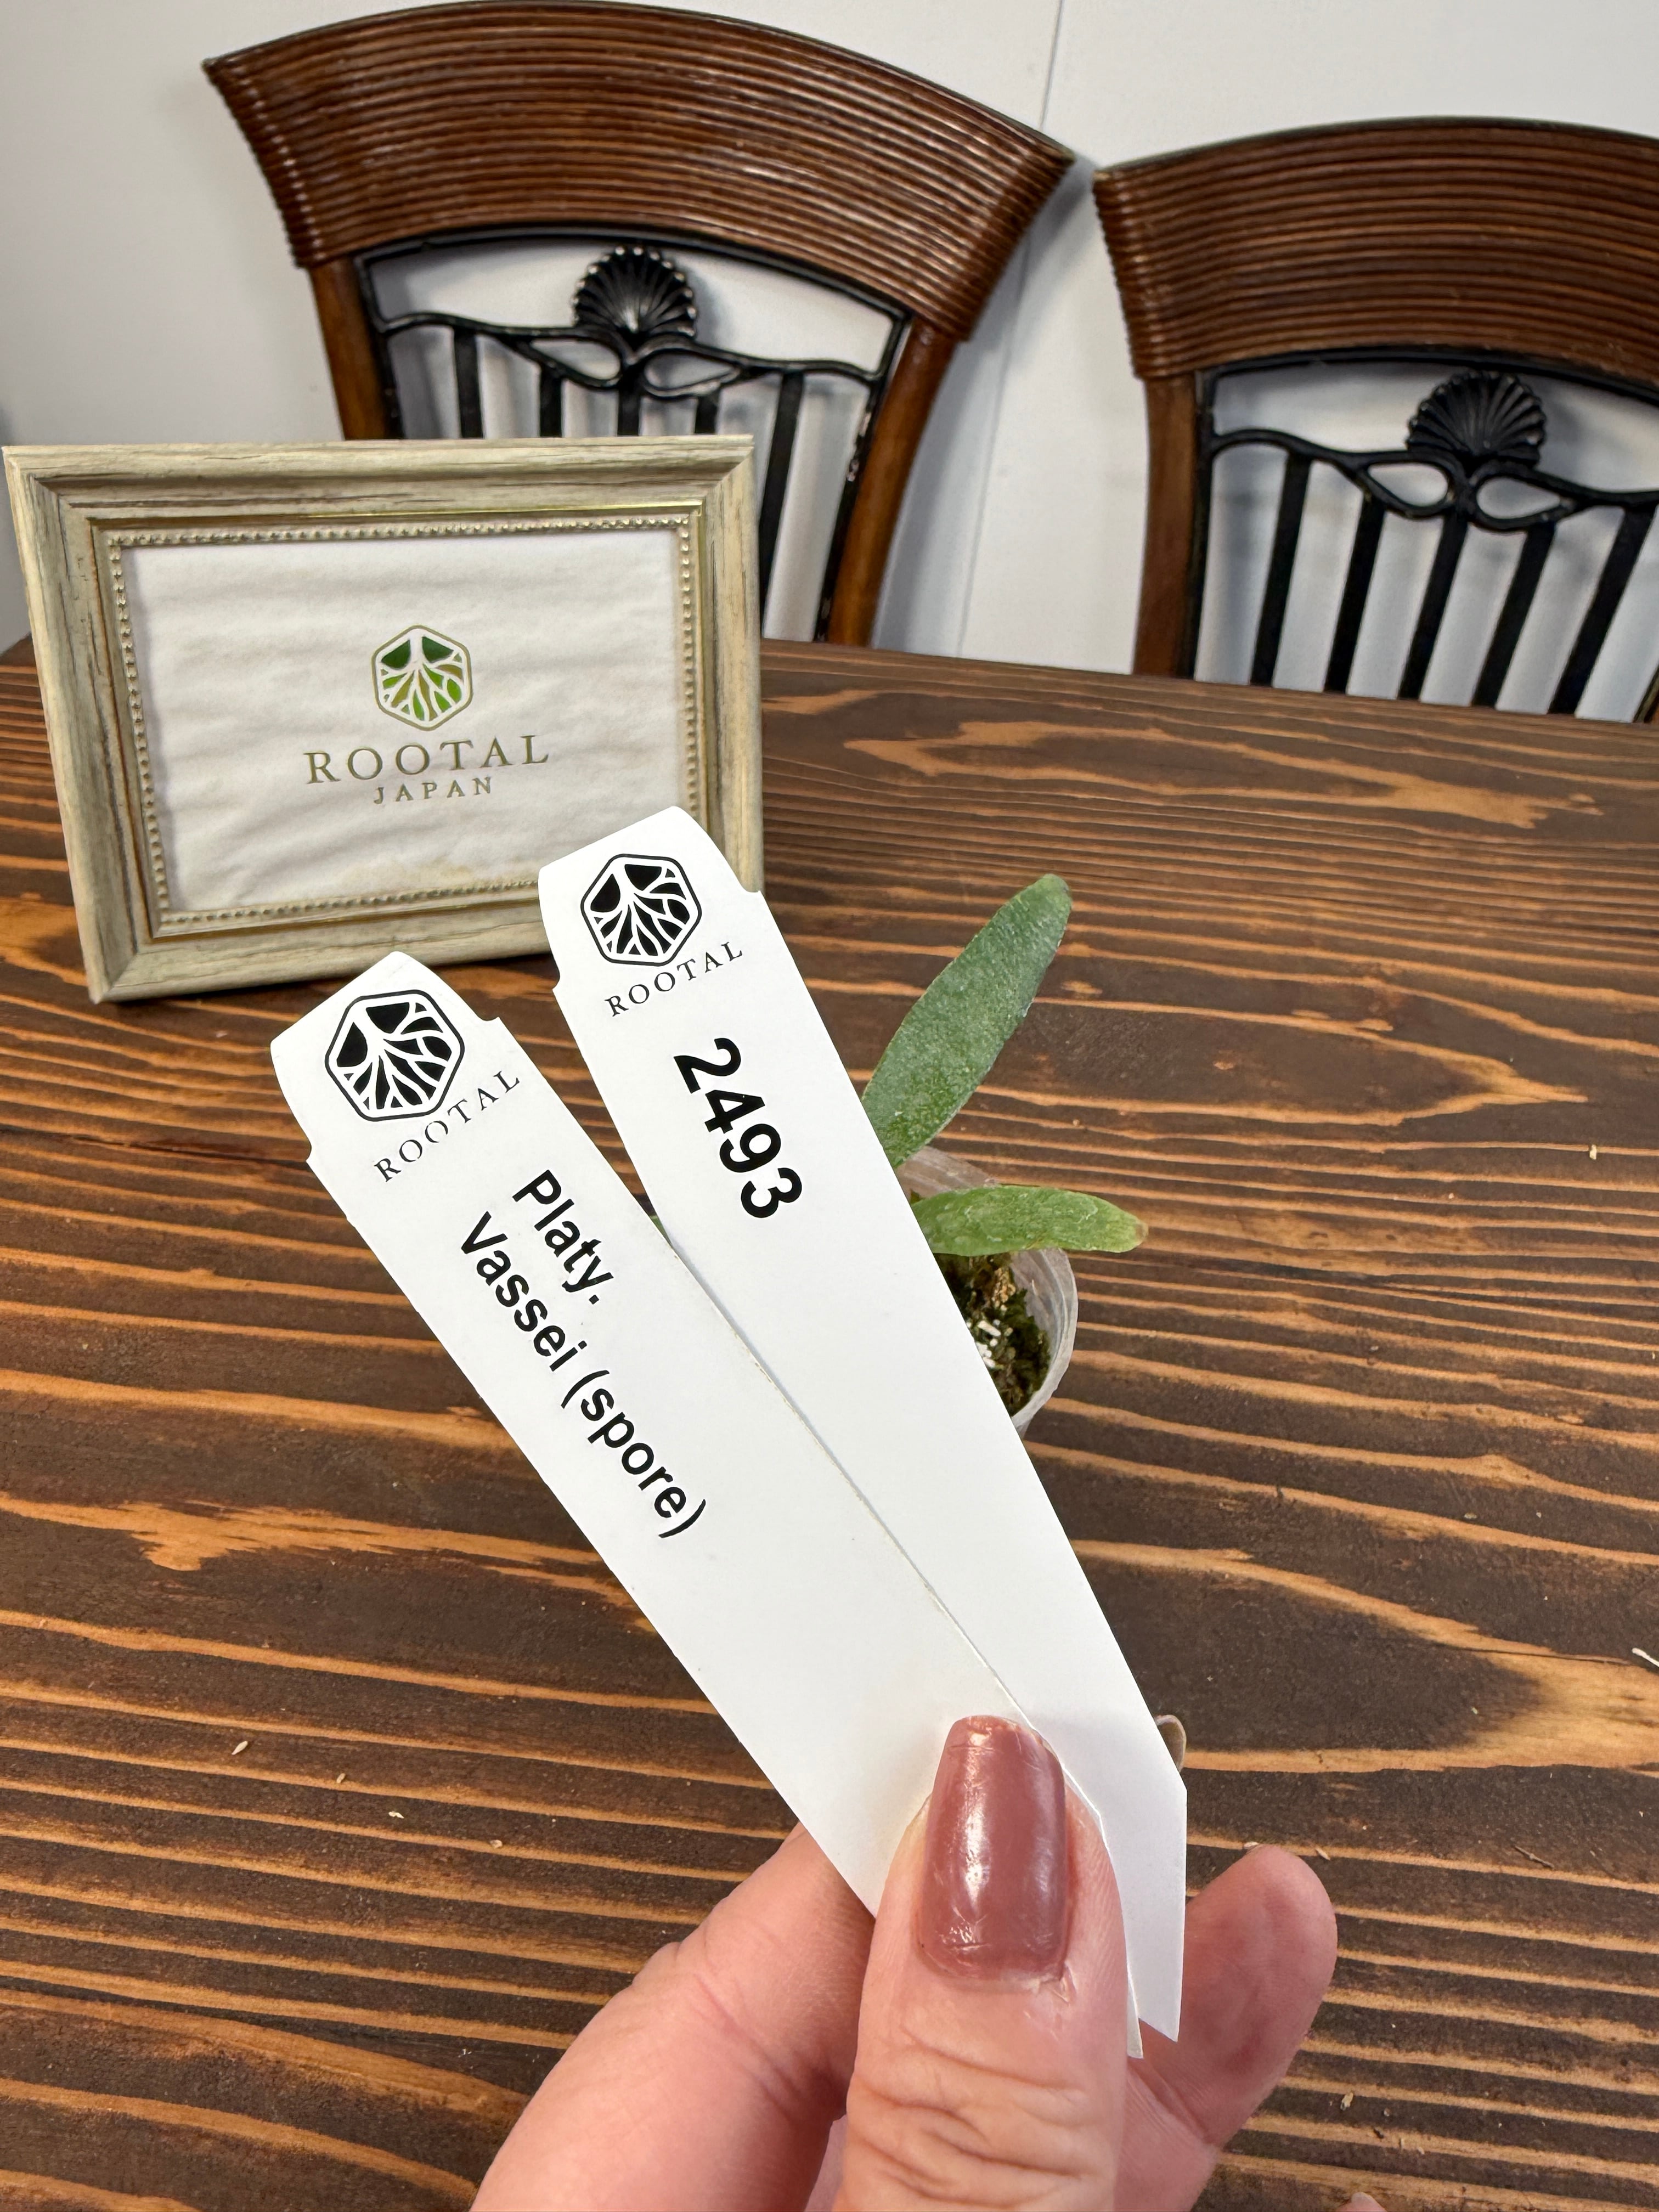 ROOTAL
JAPAN
ROOTAL
Platy.
Vassei (spore)
ROOTAL
2493